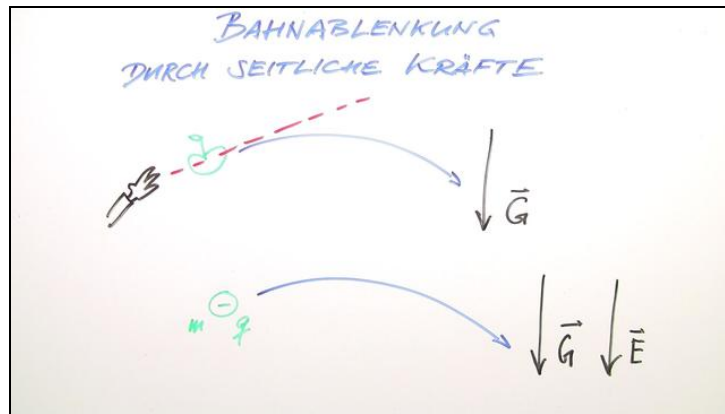 BAHNABLENKUNG
DURCH SEITLICHE KRÄFTE
G⃗
m ⊖ q
G⃗ E⃗